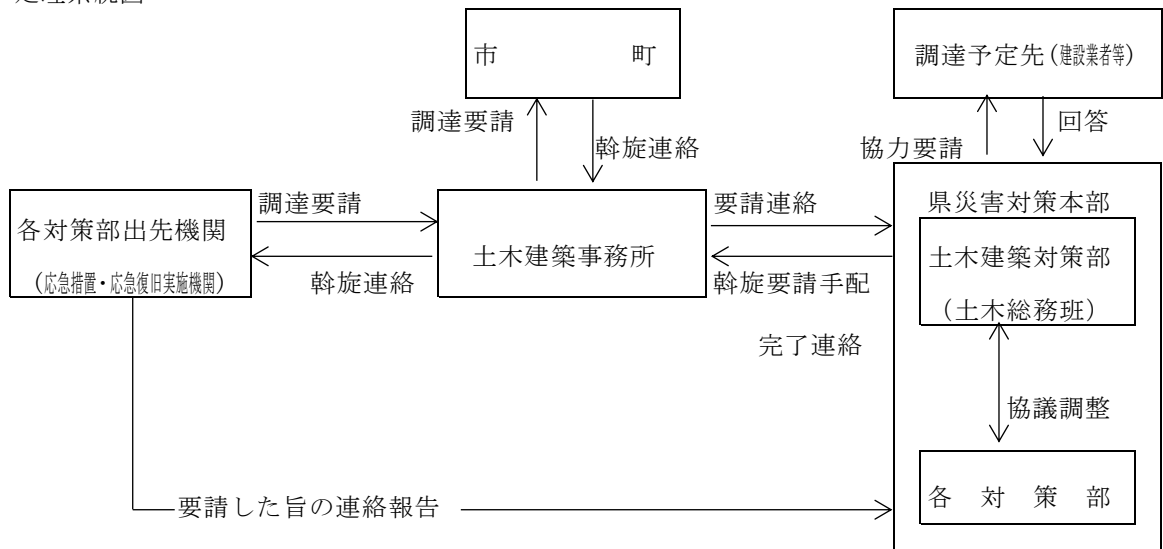 市　　町
調達予定先(建設業者等)
調達要請
斡旋連絡
協力要請
回答
各対策部出先機関
(応急措置・応急復旧実施機関)
調達要請
斡旋連絡
土木建築事務所
要請連絡
斡旋要請手配
完了連絡
県災害対策本部
土木建築対策部
(土木総務班)
協議調整
各　対　策　部
要請した旨の連絡報告